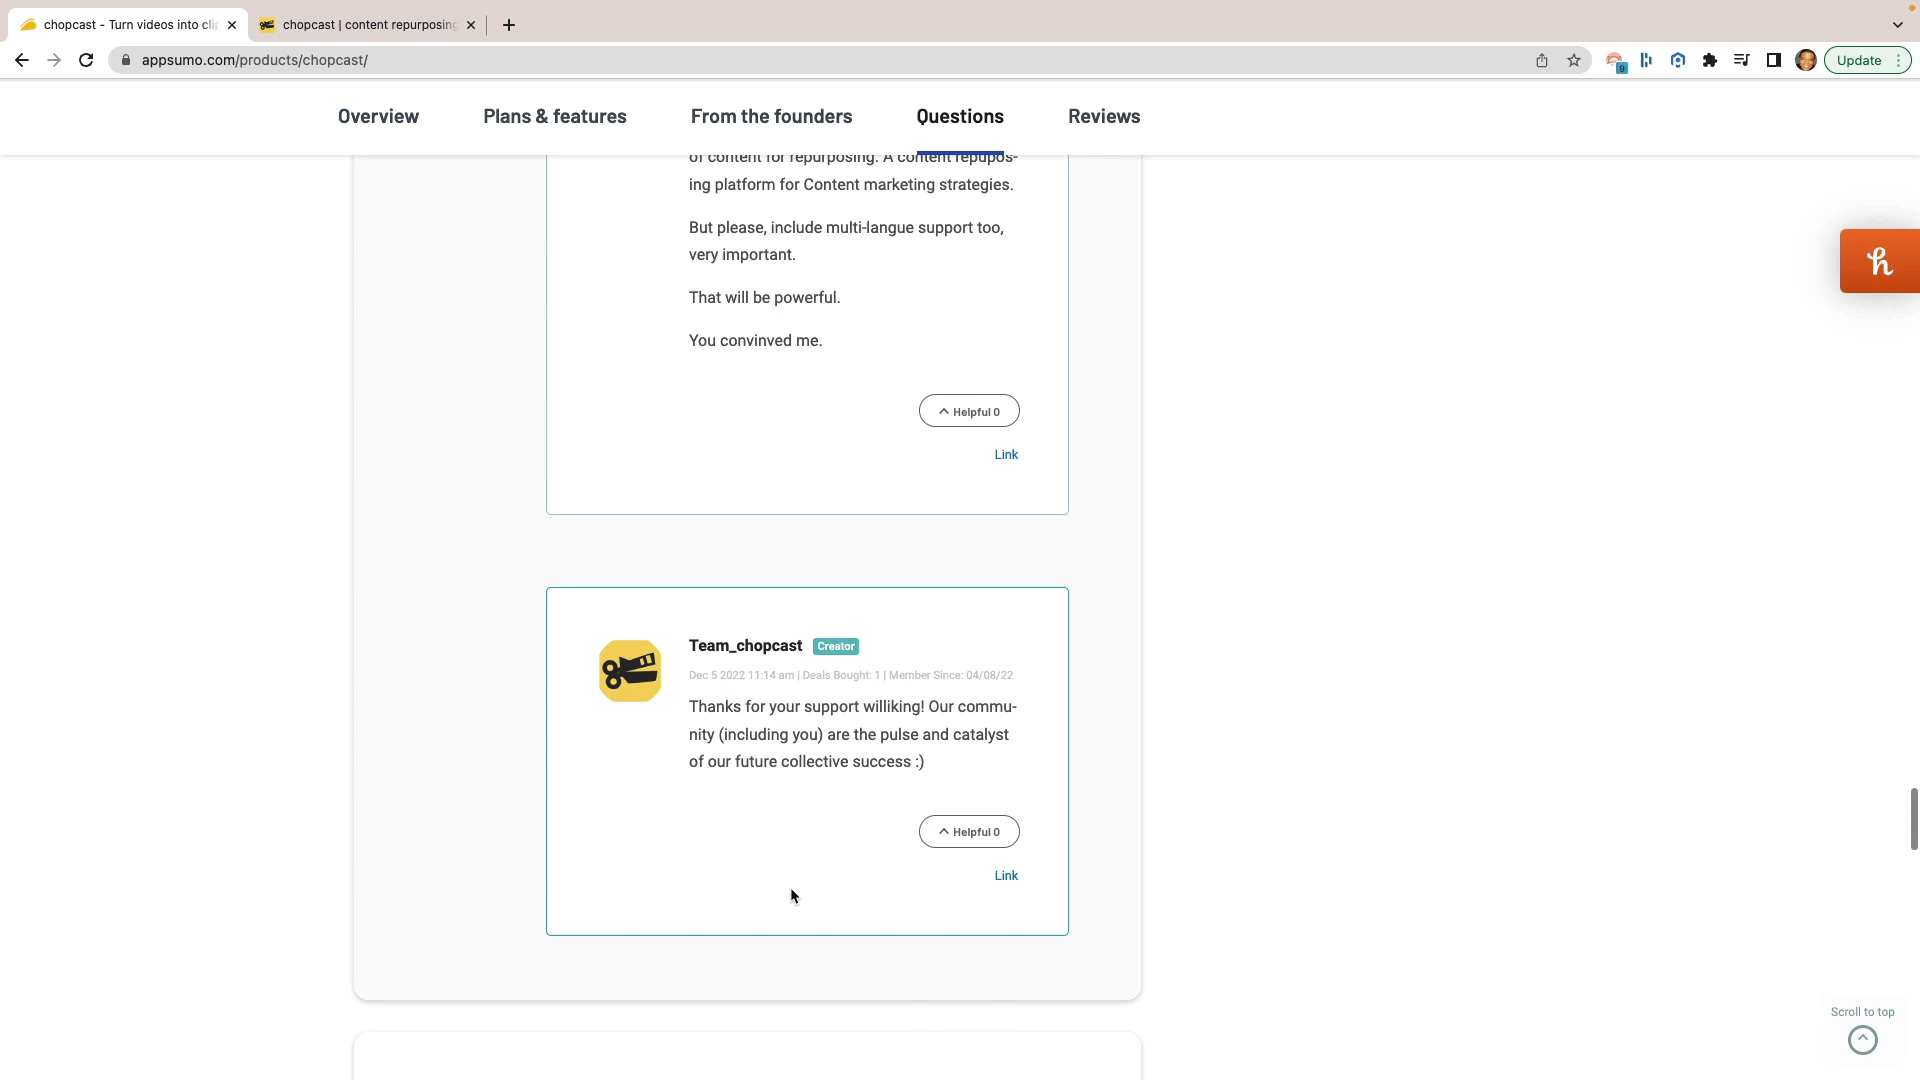 chopcast - Turn videos into cli
chopcast | content repurposing
appsumo.com/products/chopcast/
9
Update
Overview
Plans & features
From the founders
Questions
Reviews
of content for repurposing. A content repupos-
ing platform for Content marketing strategies.
But please, include multi-langue support too,
very important.
That will be powerful.
You convinved me.
Helpful 0
Link
h
Team_chopcast Creator
Dec 5 2022 11:14 am | Deals Bought: 1 | Member Since: 04/08/22
Thanks for your support williking! Our commu-
nity (including you) are the pulse and catalyst
of our future collective success :)
Helpful 0
Link
Scroll to top